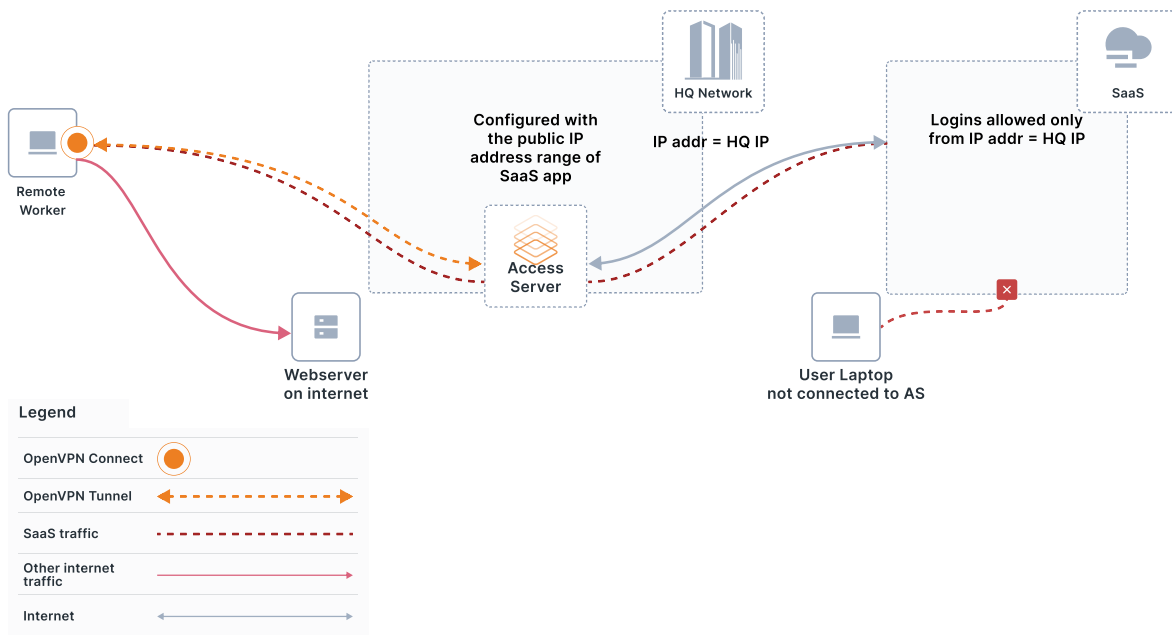 HQ Network
SaaS
Configured with
the public IP
address range of
SaaS app
IP addr = HQ IP
Logins allowed only
from IP addr = HQ IP
Remote
Worker
Access
Server
Webserver
on internet
User Laptop
not connected to AS
Legend
OpenVPN Connect
OpenVPN Tunnel
SaaS traffic
Other internet
traffic
Internet